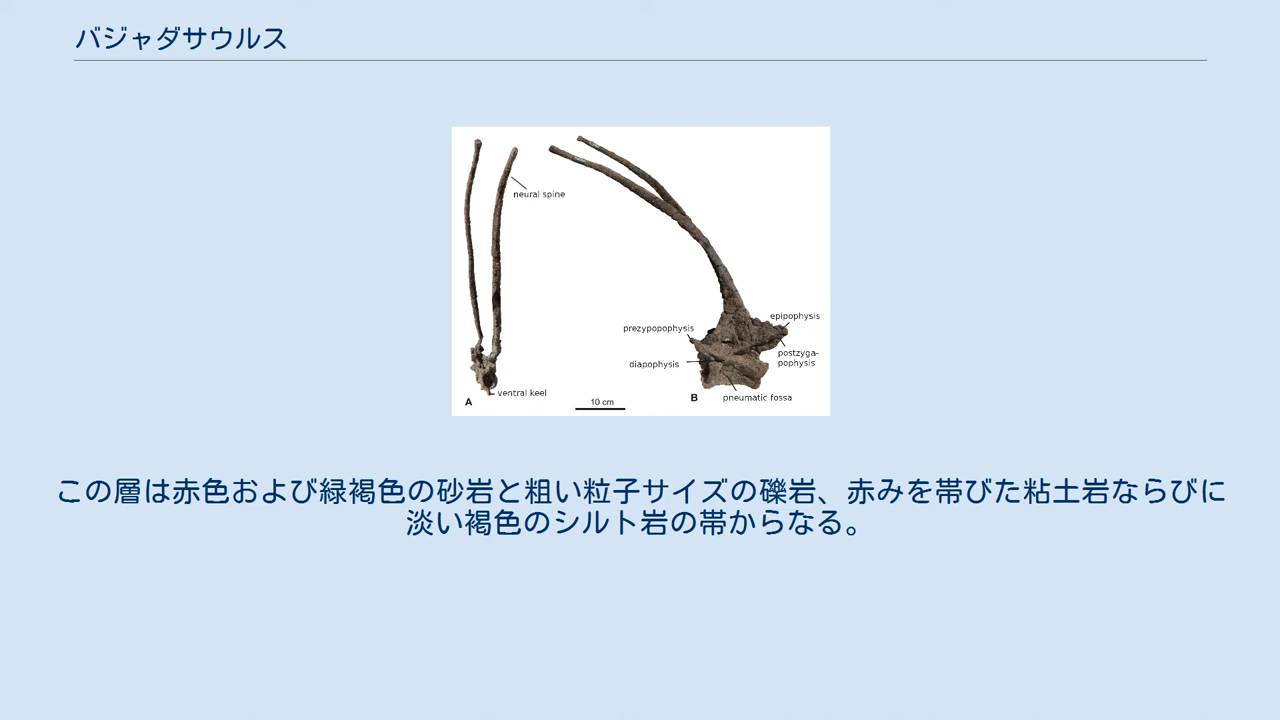 バジャダサウルス
neural spine
epipophysis
prezypopophysis
postzyga-
pophysis
diapophysis
ventral keel
pneumatic fossa
A
10 cm
B
この層は赤色および緑褐色の砂岩と粗い粒子サイズの礫岩、赤みを帯びた粘土岩ならびに
淡い褐色のシルト岩の帯からなる。